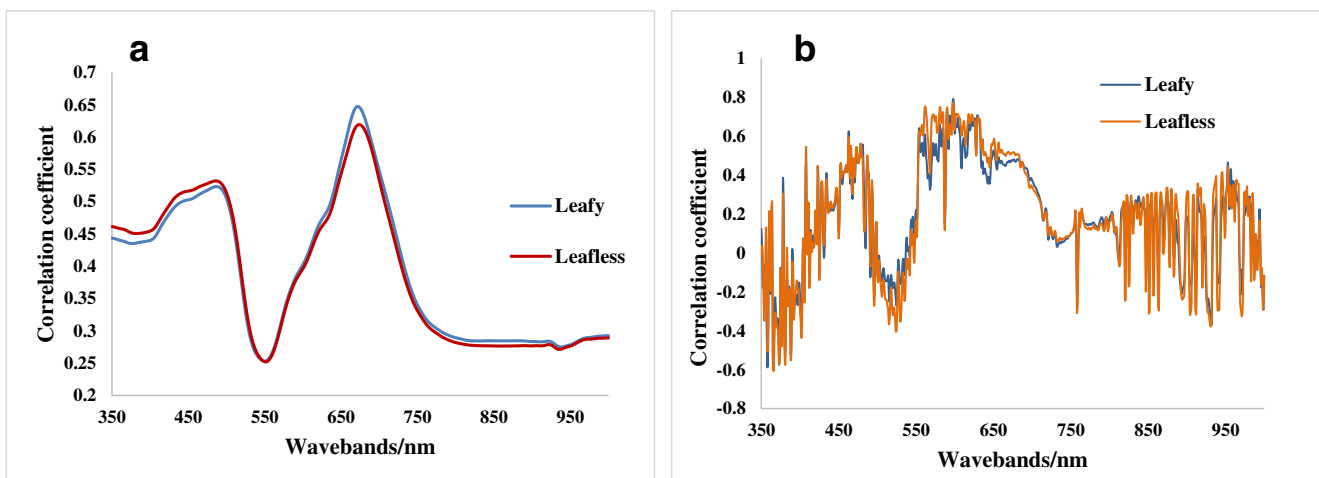 a
Correlation coefficient
0.7
0.65
0.6
0.55
0.5
0.45
0.4
0.35
0.3
0.25
0.2
350 450 550 650 750 850 950
Wavebands/nm
Leafy
Leafless
b
Correlation coefficient
1
0.8
0.6
0.4
0.2
0
-0.2
-0.4
-0.6
-0.8
350 450 550 650 750 850 950
Wavebands/nm
Leafy
Leafless